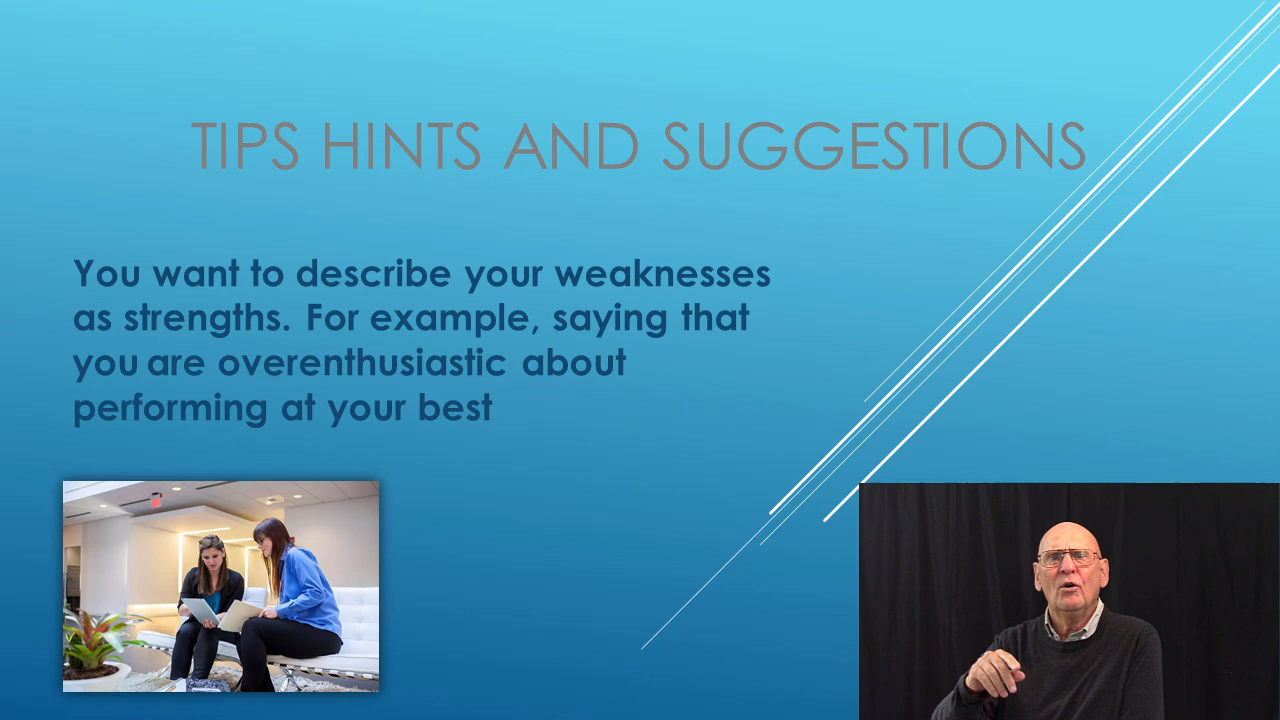 TIPS HINTS AND SUGGESTIONS
You want to describe your weaknesses
as strengths. For example, saying that
you are overenthusiastic about
performing at your best